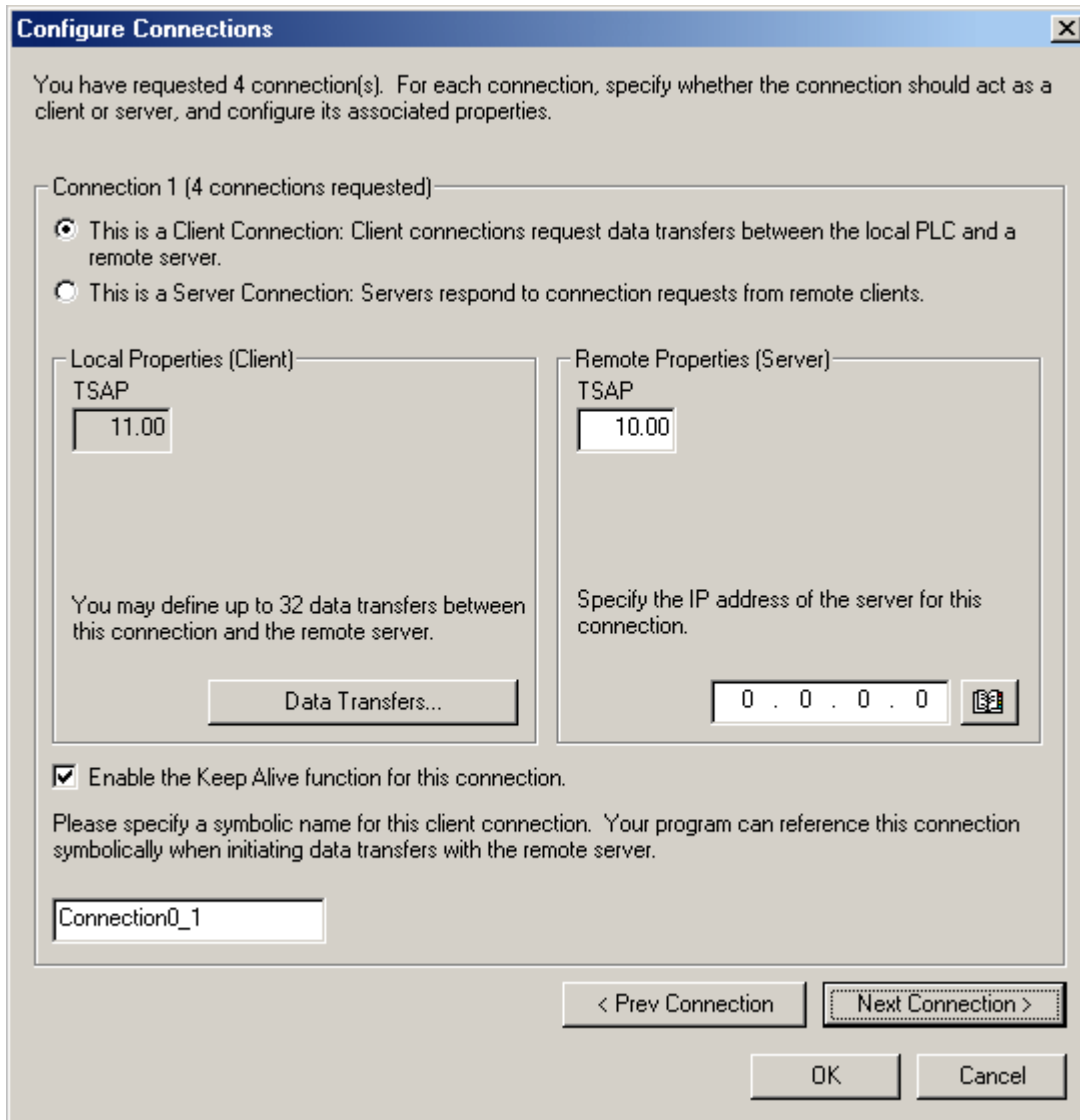 Configure Connections
You have requested 4 connection(s). For each connection, specify whether the connection should act as a
client or server, and configure its associated properties.
Connection 1 (4 connections requested)
This is a Client Connection: Client connections request data transfers between the local PLC and a
remote server.
This is a Server Connection: Servers respond to connection requests from remote clients.
Local Properties (Client)
TSAP
11.00
You may define up to 32 data transfers between
this connection and the remote server.
Data Transfers...
Remote Properties (Server)
TSAP
10.00
Specify the IP address of the server for this
connection.
0 . 0 . 0 . 0
Enable the Keep Alive function for this connection.
Please specify a symbolic name for this client connection. Your program can reference this connection
symbolically when initiating data transfers with the remote server.
Connection0_1
< Prev Connection
Next Connection >
OK
Cancel